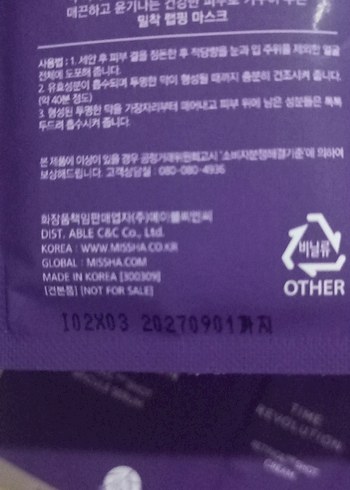 매끈하고 윤기나는 건강한 피부로 가꾸어 주는
밀착 랩핑 마스크
사용법 : 1. 세안 후 피부 결을 정돈한 후 적당량을 눈과 입 주위를 제외한 얼굴
전체에 도포해 줍니다.
2. 유효성분이 흡수되며 투명한 막이 형성될 때까지 충분히 건조시켜 줍니다.
(약 40분 정도)
3. 형성된 투명한 막을 가장자리부터 떼어내고 피부 위에 남은 성분들은 톡톡
두드려 흡수시켜 줍니다.
본 제품에 이상이 있을 경우 공정거래위원회고시 '소비자분쟁해결기준'에 의하여
보상해드립니다. 고객상담실 : 080-080-4936
화장품책임판매업자(주)에이블씨엔씨
DIST. ABLE C&C Co., Ltd.
KOREA : WWW.MISSHA.CO.KR
GLOBAL : MISSHA.COM
MADE IN KOREA [300309]
[견본품] [NOT FOR SALE]
비닐류
OTHER
I02X03 20270901까지
TIME
REVOLUTION
CREAM